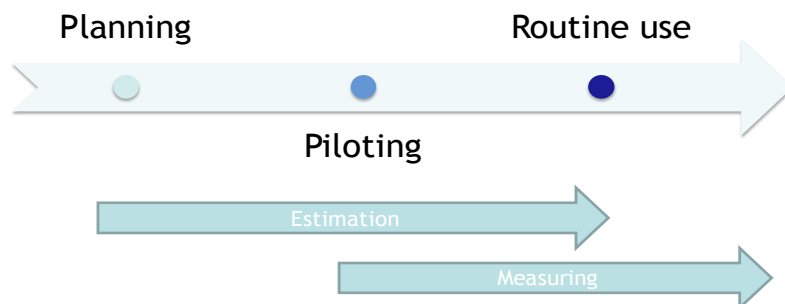 Planning
Routine use
Piloting
Estimation
Measuring